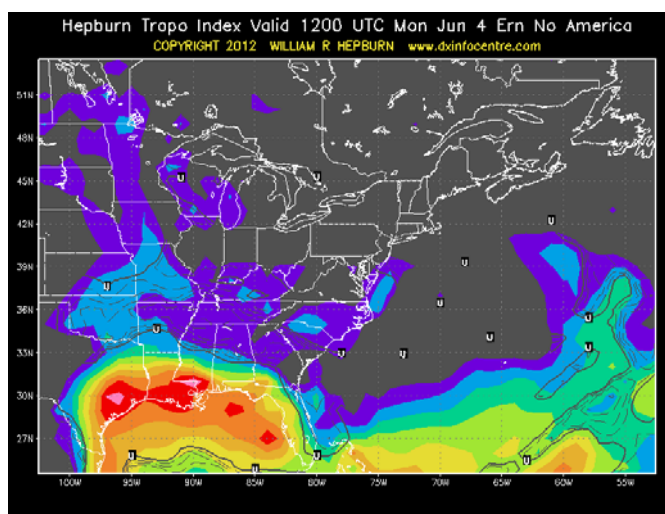 Hepburn Tropo Index Valid 1200 UTC Mon Jun 4 Ern No America
COPYRIGHT 2012 WILLIAM R HEPBURN www.dxinfocentre.com
51N
48N
45N
U U
42N
U
39N
U
U
36N
U
U
U
U
33N
U U
U
30N
27N
U U U U
100W 95W 90W 85W 80W 75W 70W 65W 60W 55W